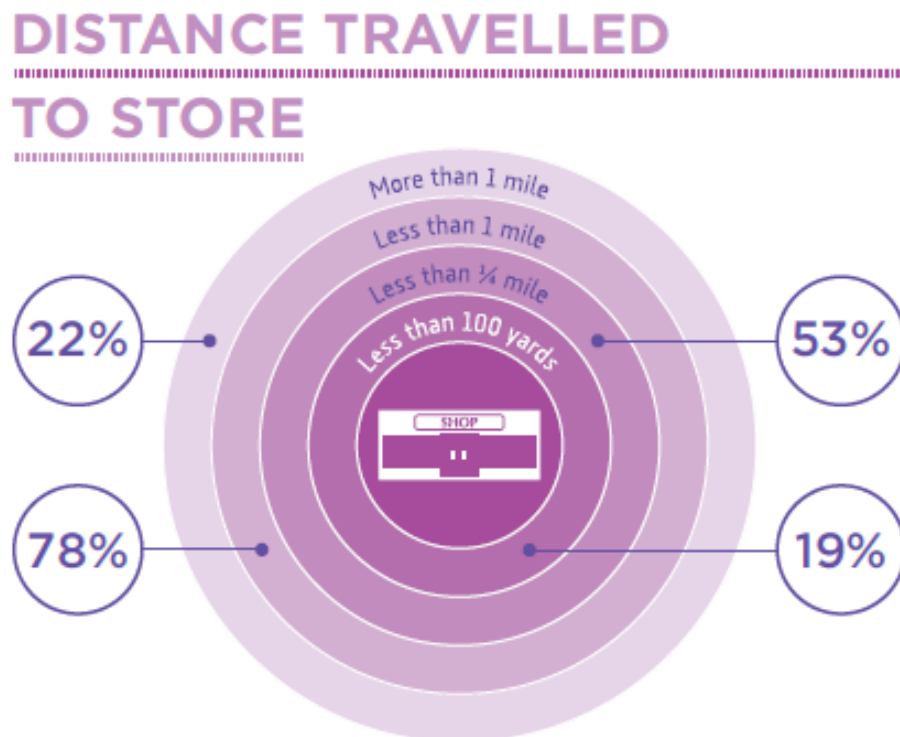 DISTANCE TRAVELLED
TO STORE
More than 1 mile
Less than 1 mile
Less than ¼ mile
Less than 100 yards
SHOP
22%
53%
78%
19%